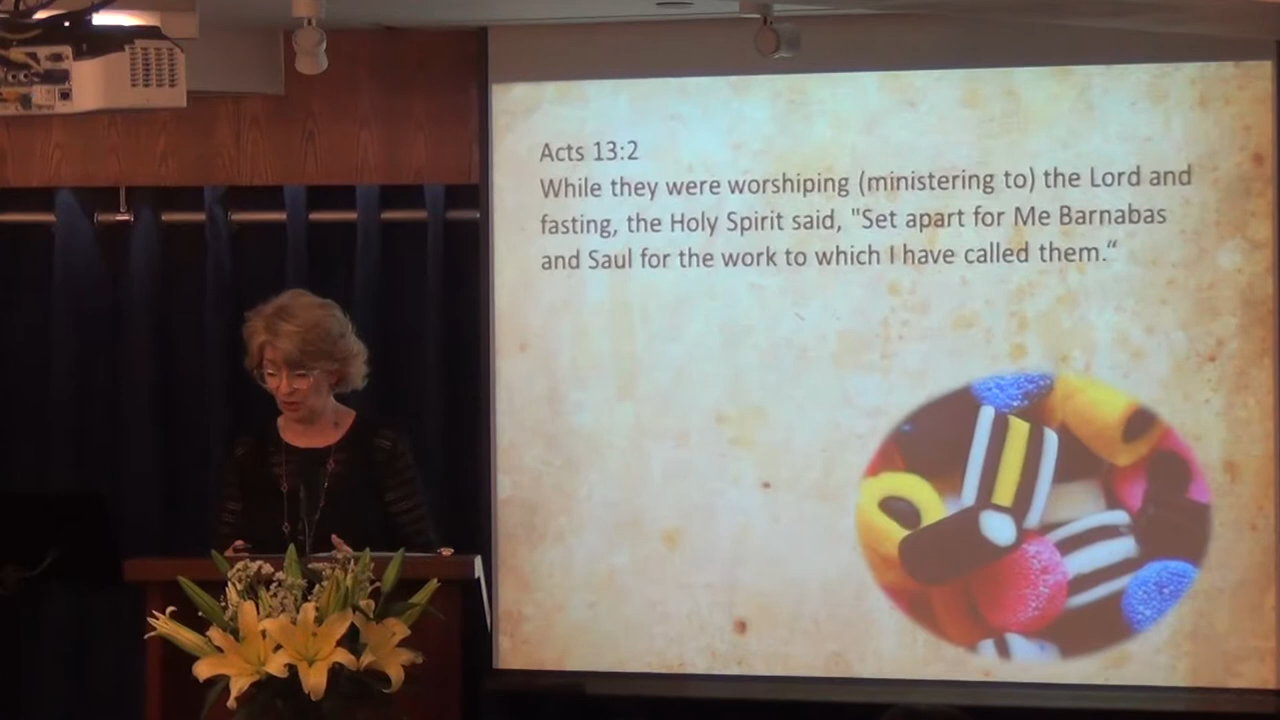 Acts 13:2
While they were worshiping (ministering to) the Lord and
fasting, the Holy Spirit said, "Set apart for Me Barnabas
and Saul for the work to which I have called them.“